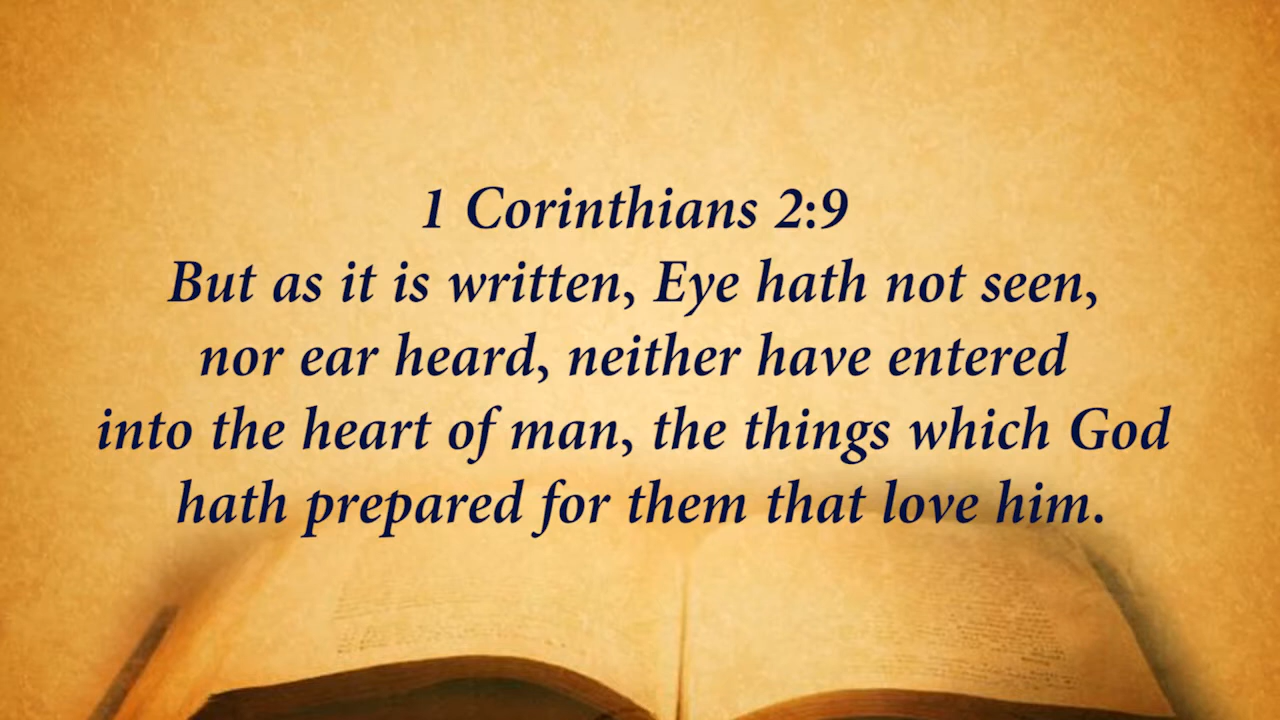 1 Corinthians 2:9
But as it is written, Eye hath not seen,
nor ear heard, neither have entered
into the heart of man, the things which God
hath prepared for them that love him.